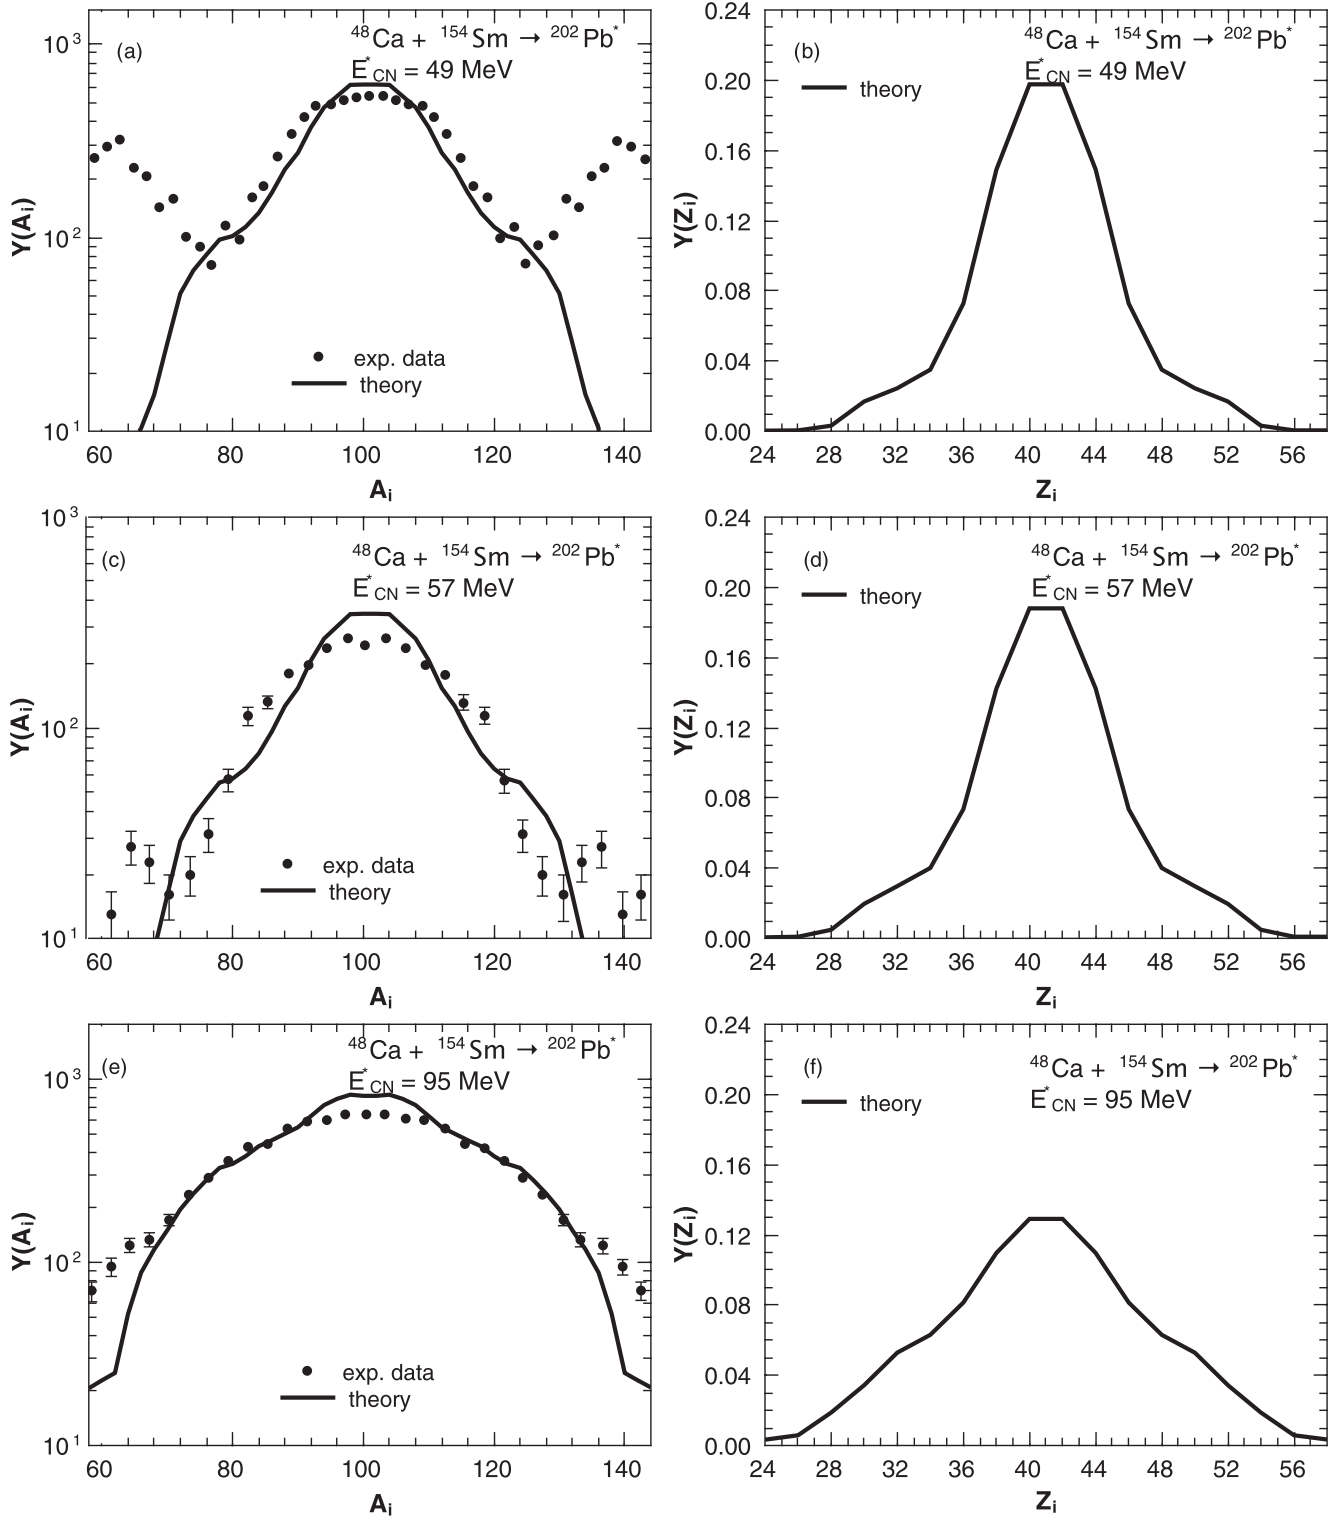 (a)
⁴⁸Ca + ¹⁵⁴Sm → ²⁰²Pb*
E*CN = 49 MeV
10³
10²
10¹
Y(Aᵢ)
exp. data
theory
60 80 100 120 140
Aᵢ
(b)
⁴⁸Ca + ¹⁵⁴Sm → ²⁰²Pb*
E*CN = 49 MeV
theory
0.24
0.20
0.16
0.12
0.08
0.04
0.00
Y(Zᵢ)
24 28 32 36 40 44 48 52 56
Zᵢ
(c)
⁴⁸Ca + ¹⁵⁴Sm → ²⁰²Pb*
E*CN = 57 MeV
10³
10²
10¹
Y(Aᵢ)
exp. data
theory
60 80 100 120 140
Aᵢ
(d)
⁴⁸Ca + ¹⁵⁴Sm → ²⁰²Pb*
E*CN = 57 MeV
theory
0.24
0.20
0.16
0.12
0.08
0.04
0.00
Y(Zᵢ)
24 28 32 36 40 44 48 52 56
Zᵢ
(e)
⁴⁸Ca + ¹⁵⁴Sm → ²⁰²Pb*
E*CN = 95 MeV
10³
10²
10¹
Y(Aᵢ)
exp. data
theory
60 80 100 120 140
Aᵢ
(f)
⁴⁸Ca + ¹⁵⁴Sm → ²⁰²Pb*
E*CN = 95 MeV
theory
0.24
0.20
0.16
0.12
0.08
0.04
0.00
Y(Zᵢ)
24 28 32 36 40 44 48 52 56
Zᵢ